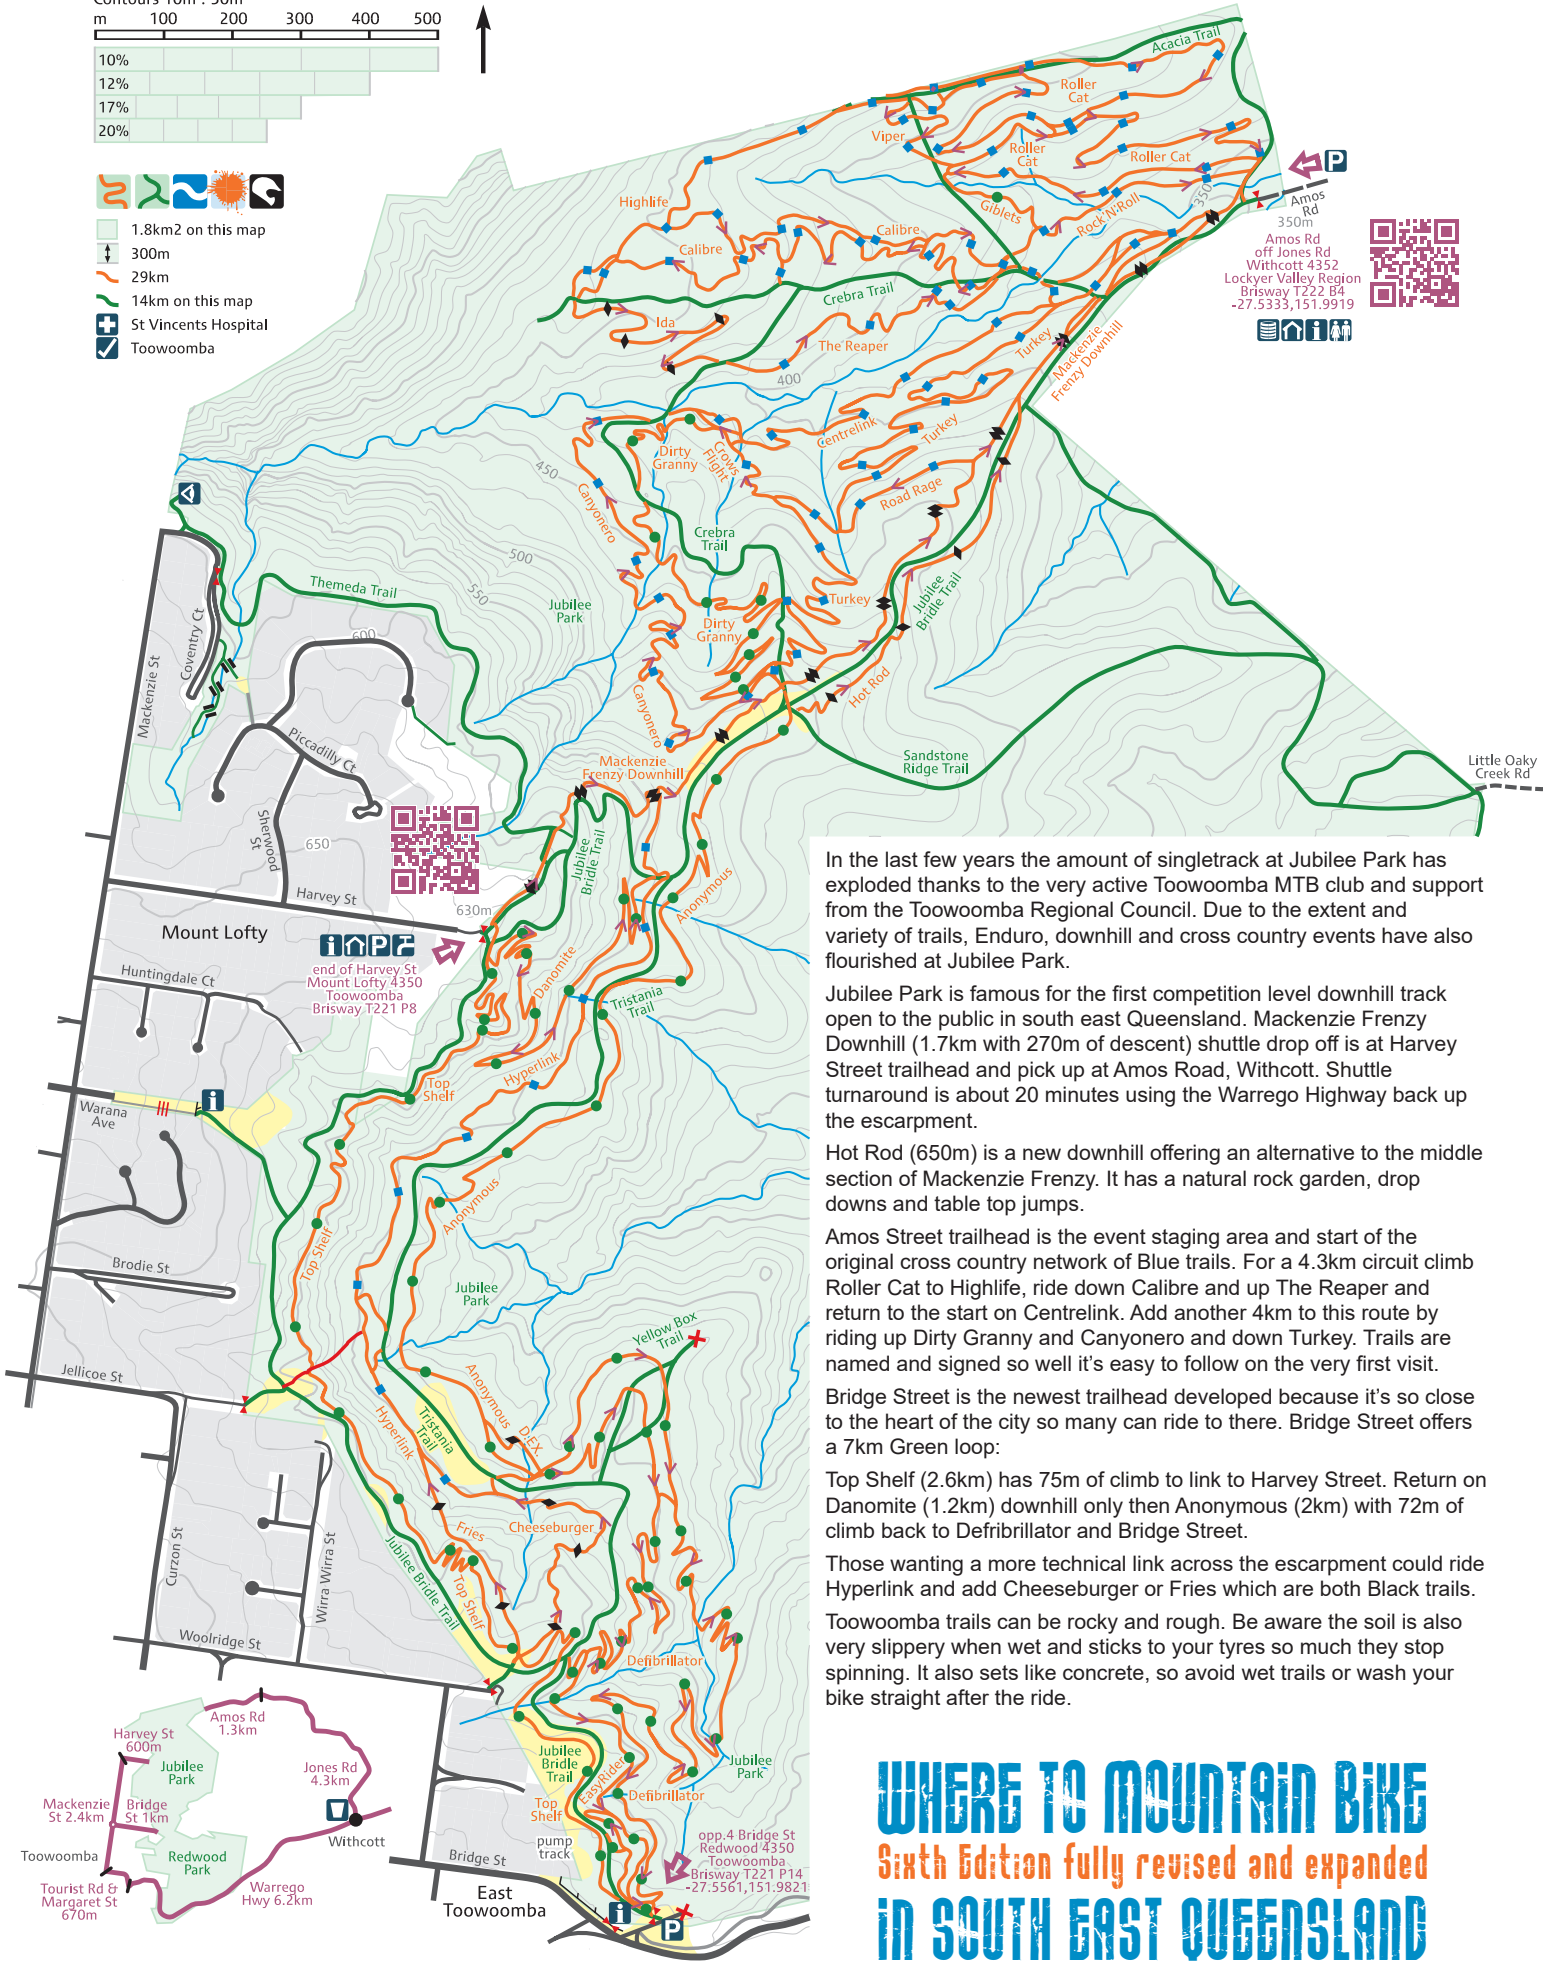 Contours 10m : 50m
m 100 200 300 400 500
10%
12%
17%
20%
1.8km2 on this map
300m
29km
14km on this map
St Vincents Hospital
Toowoomba
Acacia Trail
Roller
Cat
Viper
Roller
Cat
Roller Cat
P
Highlife
Giblets
Rock'N'Roll
350
Amos
Rd
350m
Amos Rd
off Jones Rd
Withcott 4352
Lockyer Valley Region
Brisway T222 B4
-27.5333,151.9919
Calibre
Calibre
Crebra Trail
Ida
The Reaper
Turkey
Mackenzie
Frenzy Downhill
400
Centrelink
Turkey
Dirty
Granny
Crows
Flight
450
Canyonero
Road Rage
Crebra
Trail
500
550
Themeda Trail
Jubilee
Park
Turkey
Dirty
Granny
Jubilee
Bridle Trail
600
Coventry Ct
Mackenzie St
Canyonero
Hot Rod
Piccadilly Ct
Sandstone
Ridge Trail
Mackenzie
Frenzy Downhill
Little Oaky
Creek Rd
Sherwood
St
650
Jubilee
Bridle Trail
Harvey St
630m
Anonymous
Mount Lofty
end of Harvey St
Mount Lofty 4350
Toowoomba
Brisway T221 P8
Huntingdale Ct
Danomite
Tristania
Trail
Hyperlink
Top
Shelf
Warana
Ave
Anonymous
Top Shelf
Brodie St
Jubilee
Park
Yellow Box
Trail
Jellicoe St
Anonymous
D.EX.
Hyperlink
Tristania
Trail
Fries
Cheeseburger
Curzon St
Wirra Wirra St
Jubilee Bridle Trail
Top Shelf
Woolridge St
Defibrillator
Jubilee
Bridle
Trail
EasyRider
Jubilee
Park
Top
Shelf
Defibrillator
pump
track
Bridge St
East
Toowoomba
opp.4 Bridge St
Redwood 4350
Toowoomba
Brisway T221 P14
-27.5561,151.9821
P
Amos Rd
1.3km
Harvey St
600m
Jubilee
Park
Jones Rd
4.3km
Mackenzie
St 2.4km
Bridge
St 1km
Withcott
Toowoomba
Redwood
Park
Tourist Rd &
Margaret St
670m
Warrego
Hwy 6.2km
In the last few years the amount of singletrack at Jubilee Park has
exploded thanks to the very active Toowoomba MTB club and support
from the Toowoomba Regional Council. Due to the extent and
variety of trails, Enduro, downhill and cross country events have also
flourished at Jubilee Park.
Jubilee Park is famous for the first competition level downhill track
open to the public in south east Queensland. Mackenzie Frenzy
Downhill (1.7km with 270m of descent) shuttle drop off is at Harvey
Street trailhead and pick up at Amos Road, Withcott. Shuttle
turnaround is about 20 minutes using the Warrego Highway back up
the escarpment.
Hot Rod (650m) is a new downhill offering an alternative to the middle
section of Mackenzie Frenzy. It has a natural rock garden, drop
downs and table top jumps.
Amos Street trailhead is the event staging area and start of the
original cross country network of Blue trails. For a 4.3km circuit climb
Roller Cat to Highlife, ride down Calibre and up The Reaper and
return to the start on Centrelink. Add another 4km to this route by
riding up Dirty Granny and Canyonero and down Turkey. Trails are
named and signed so well it's easy to follow on the very first visit.
Bridge Street is the newest trailhead developed because it's so close
to the heart of the city so many can ride to there. Bridge Street offers
a 7km Green loop:
Top Shelf (2.6km) has 75m of climb to link to Harvey Street. Return on
Danomite (1.2km) downhill only then Anonymous (2km) with 72m of
climb back to Defribrillator and Bridge Street.
Those wanting a more technical link across the escarpment could ride
Hyperlink and add Cheeseburger or Fries which are both Black trails.
Toowoomba trails can be rocky and rough. Be aware the soil is also
very slippery when wet and sticks to your tyres so much they stop
spinning. It also sets like concrete, so avoid wet trails or wash your
bike straight after the ride.
WHERE TO MOUNTAIN BIKE
Sixth Edition fully revised and expanded
IN SOUTH EAST QUEENSLAND